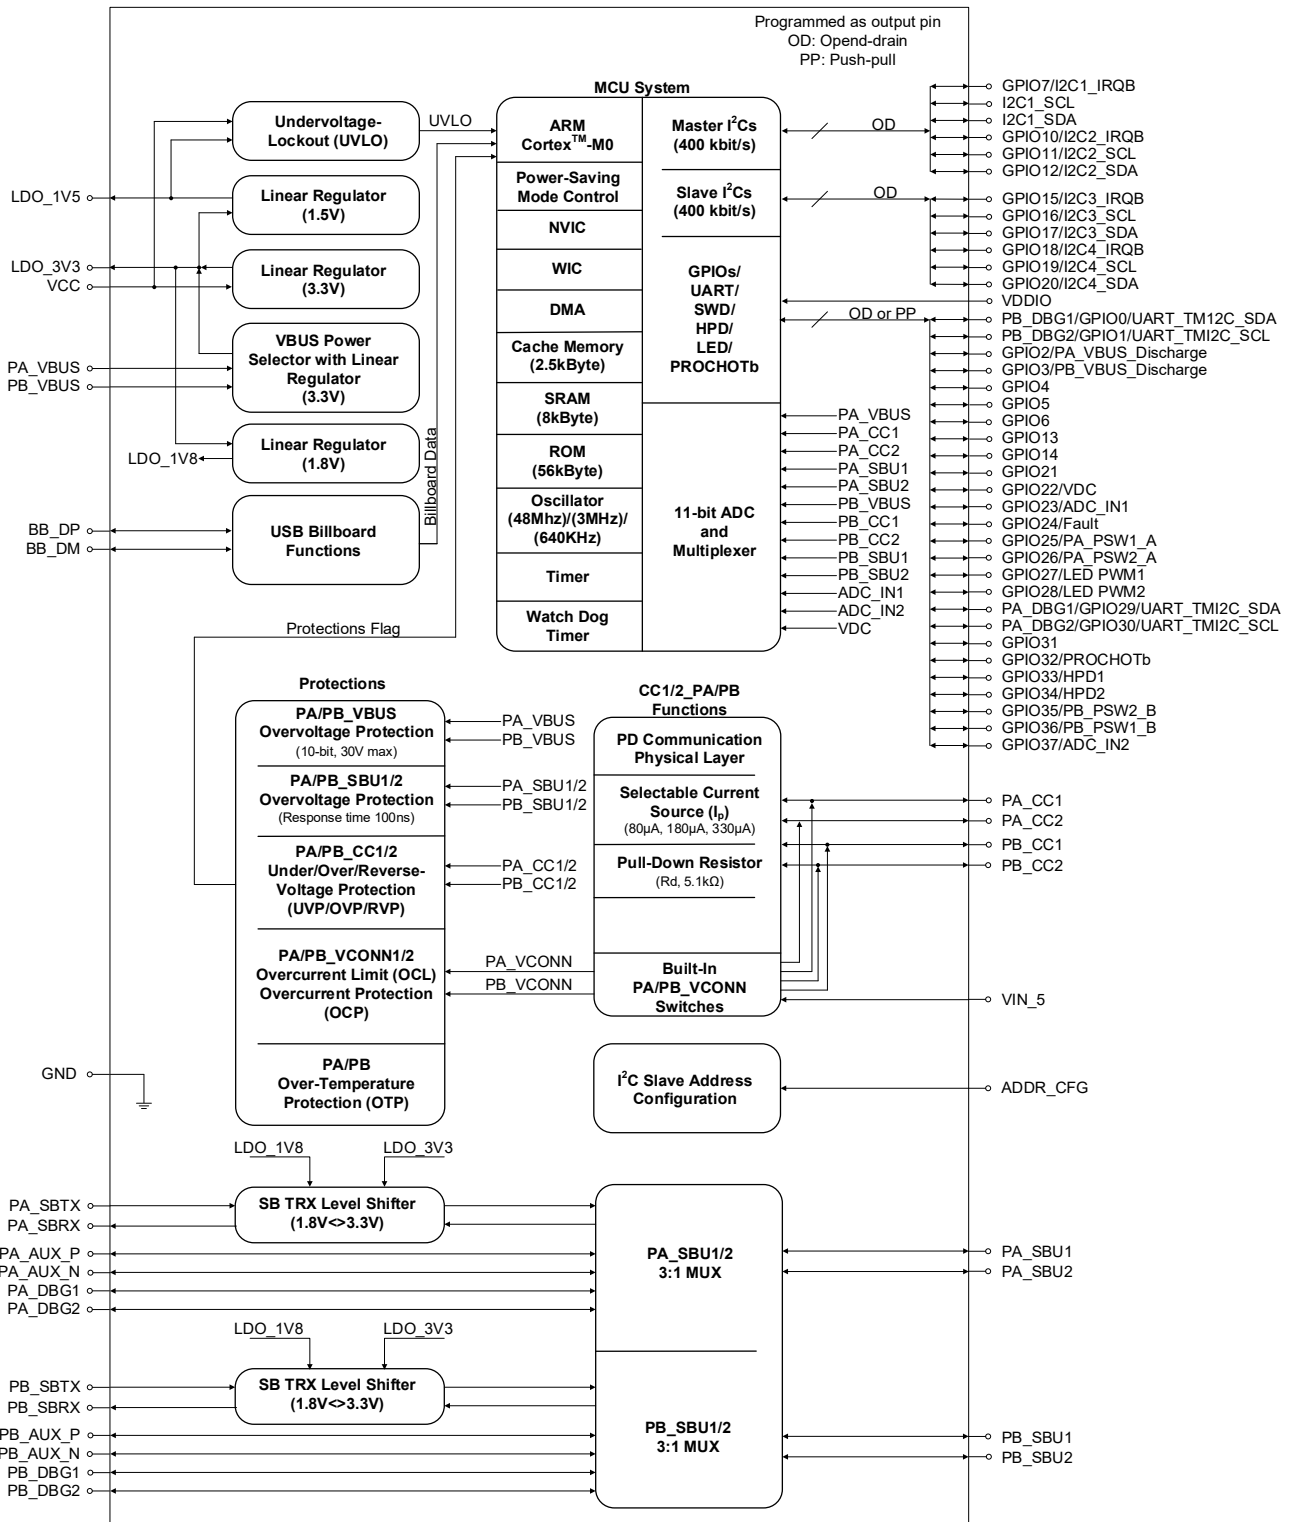 Programmed as output pin
OD: Opend-drain
PP: Push-pull
MCU System
Undervoltage-
Lockout (UVLO)
UVLO
Linear Regulator
(1.5V)
LDO_1V5
LDO_3V3
VCC
Linear Regulator
(3.3V)
VBUS Power
Selector with Linear
Regulator
(3.3V)
PA_VBUS
PB_VBUS
Linear Regulator
(1.8V)
LDO_1V8
Billboard Data
BB_DP
BB_DM
USB Billboard
Functions
Protections Flag
ARM
Cortex™-M0
Power-Saving
Mode Control
NVIC
WIC
DMA
Cache Memory
(2.5kByte)
SRAM
(8kByte)
ROM
(56kByte)
Oscillator
(48Mhz)/(3MHz)/
(640KHz)
Timer
Watch Dog
Timer
Master I²Cs
(400 kbit/s)
Slave I²Cs
(400 kbit/s)
GPIOs/
UART/
SWD/
HPD/
LED/
PROCHOTb
11-bit ADC
and
Multiplexer
OD
OD
OD or PP
PA_VBUS
PA_CC1
PA_CC2
PA_SBU1
PA_SBU2
PB_VBUS
PB_CC1
PB_CC2
PB_SBU1
PB_SBU2
ADC_IN1
ADC_IN2
VDC
GPIO7/I2C1_IRQB
I2C1_SCL
I2C1_SDA
GPIO10/I2C2_IRQB
GPIO11/I2C2_SCL
GPIO12/I2C2_SDA
GPIO15/I2C3_IRQB
GPIO16/I2C3_SCL
GPIO17/I2C3_SDA
GPIO18/I2C4_IRQB
GPIO19/I2C4_SCL
GPIO20/I2C4_SDA
VDDIO
PB_DBG1/GPIO0/UART_TM12C_SDA
PB_DBG2/GPIO1/UART_TMI2C_SCL
GPIO2/PA_VBUS_Discharge
GPIO3/PB_VBUS_Discharge
GPIO4
GPIO5
GPIO6
GPIO13
GPIO14
GPIO21
GPIO22/VDC
GPIO23/ADC_IN1
GPIO24/Fault
GPIO25/PA_PSW1_A
GPIO26/PA_PSW2_A
GPIO27/LED PWM1
GPIO28/LED PWM2
PA_DBG1/GPIO29/UART_TMI2C_SDA
PA_DBG2/GPIO30/UART_TMI2C_SCL
GPIO31
GPIO32/PROCHOTb
GPIO33/HPD1
GPIO34/HPD2
GPIO35/PB_PSW2_B
GPIO36/PB_PSW1_B
GPIO37/ADC_IN2
Protections
PA/PB_VBUS
Overvoltage Protection
(10-bit, 30V max)
PA/PB_SBU1/2
Overvoltage Protection
(Response time 100ns)
PA/PB_CC1/2
Under/Over/Reverse-
Voltage Protection
(UVP/OVP/RVP)
PA/PB_VCONN1/2
Overcurrent Limit (OCL)
Overcurrent Protection
(OCP)
PA/PB
Over-Temperature
Protection (OTP)
PA_VBUS
PB_VBUS
PA_SBU1/2
PB_SBU1/2
PA_CC1/2
PB_CC1/2
PA_VCONN
PB_VCONN
CC1/2_PA/PB
Functions
PD Communication
Physical Layer
Selectable Current
Source (Ip)
(80µA, 180µA, 330µA)
Pull-Down Resistor
(Rd, 5.1kΩ)
Built-In
PA/PB_VCONN
Switches
PA_CC1
PA_CC2
PB_CC1
PB_CC2
VIN_5
GND
I²C Slave Address
Configuration
ADDR_CFG
LDO_1V8
LDO_3V3
SB TRX Level Shifter
(1.8V<>3.3V)
PA_SBTX
PA_SBRX
PA_AUX_P
PA_AUX_N
PA_DBG1
PA_DBG2
PA_SBU1/2
3:1 MUX
PA_SBU1
PA_SBU2
LDO_1V8
LDO_3V3
SB TRX Level Shifter
(1.8V<>3.3V)
PB_SBTX
PB_SBRX
PB_AUX_P
PB_AUX_N
PB_DBG1
PB_DBG2
PB_SBU1/2
3:1 MUX
PB_SBU1
PB_SBU2